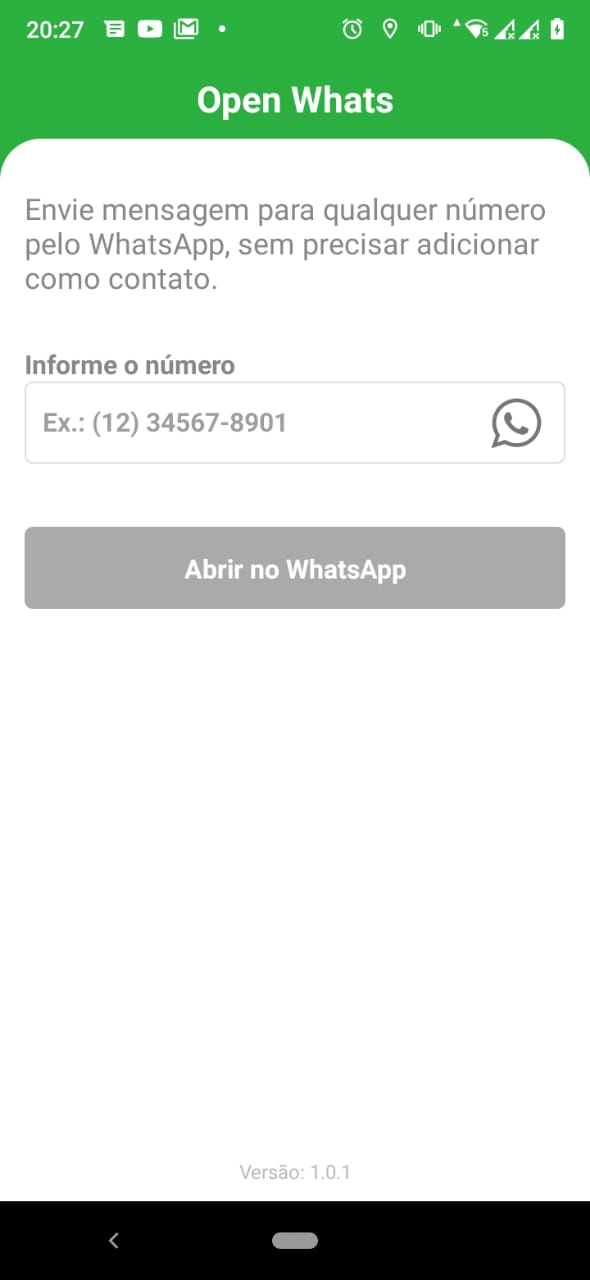 20:27
Open Whats
Envie mensagem para qualquer número
pelo WhatsApp, sem precisar adicionar
como contato.
Informe o número
Ex.: (12) 34567-8901
Abrir no WhatsApp
Versão: 1.0.1